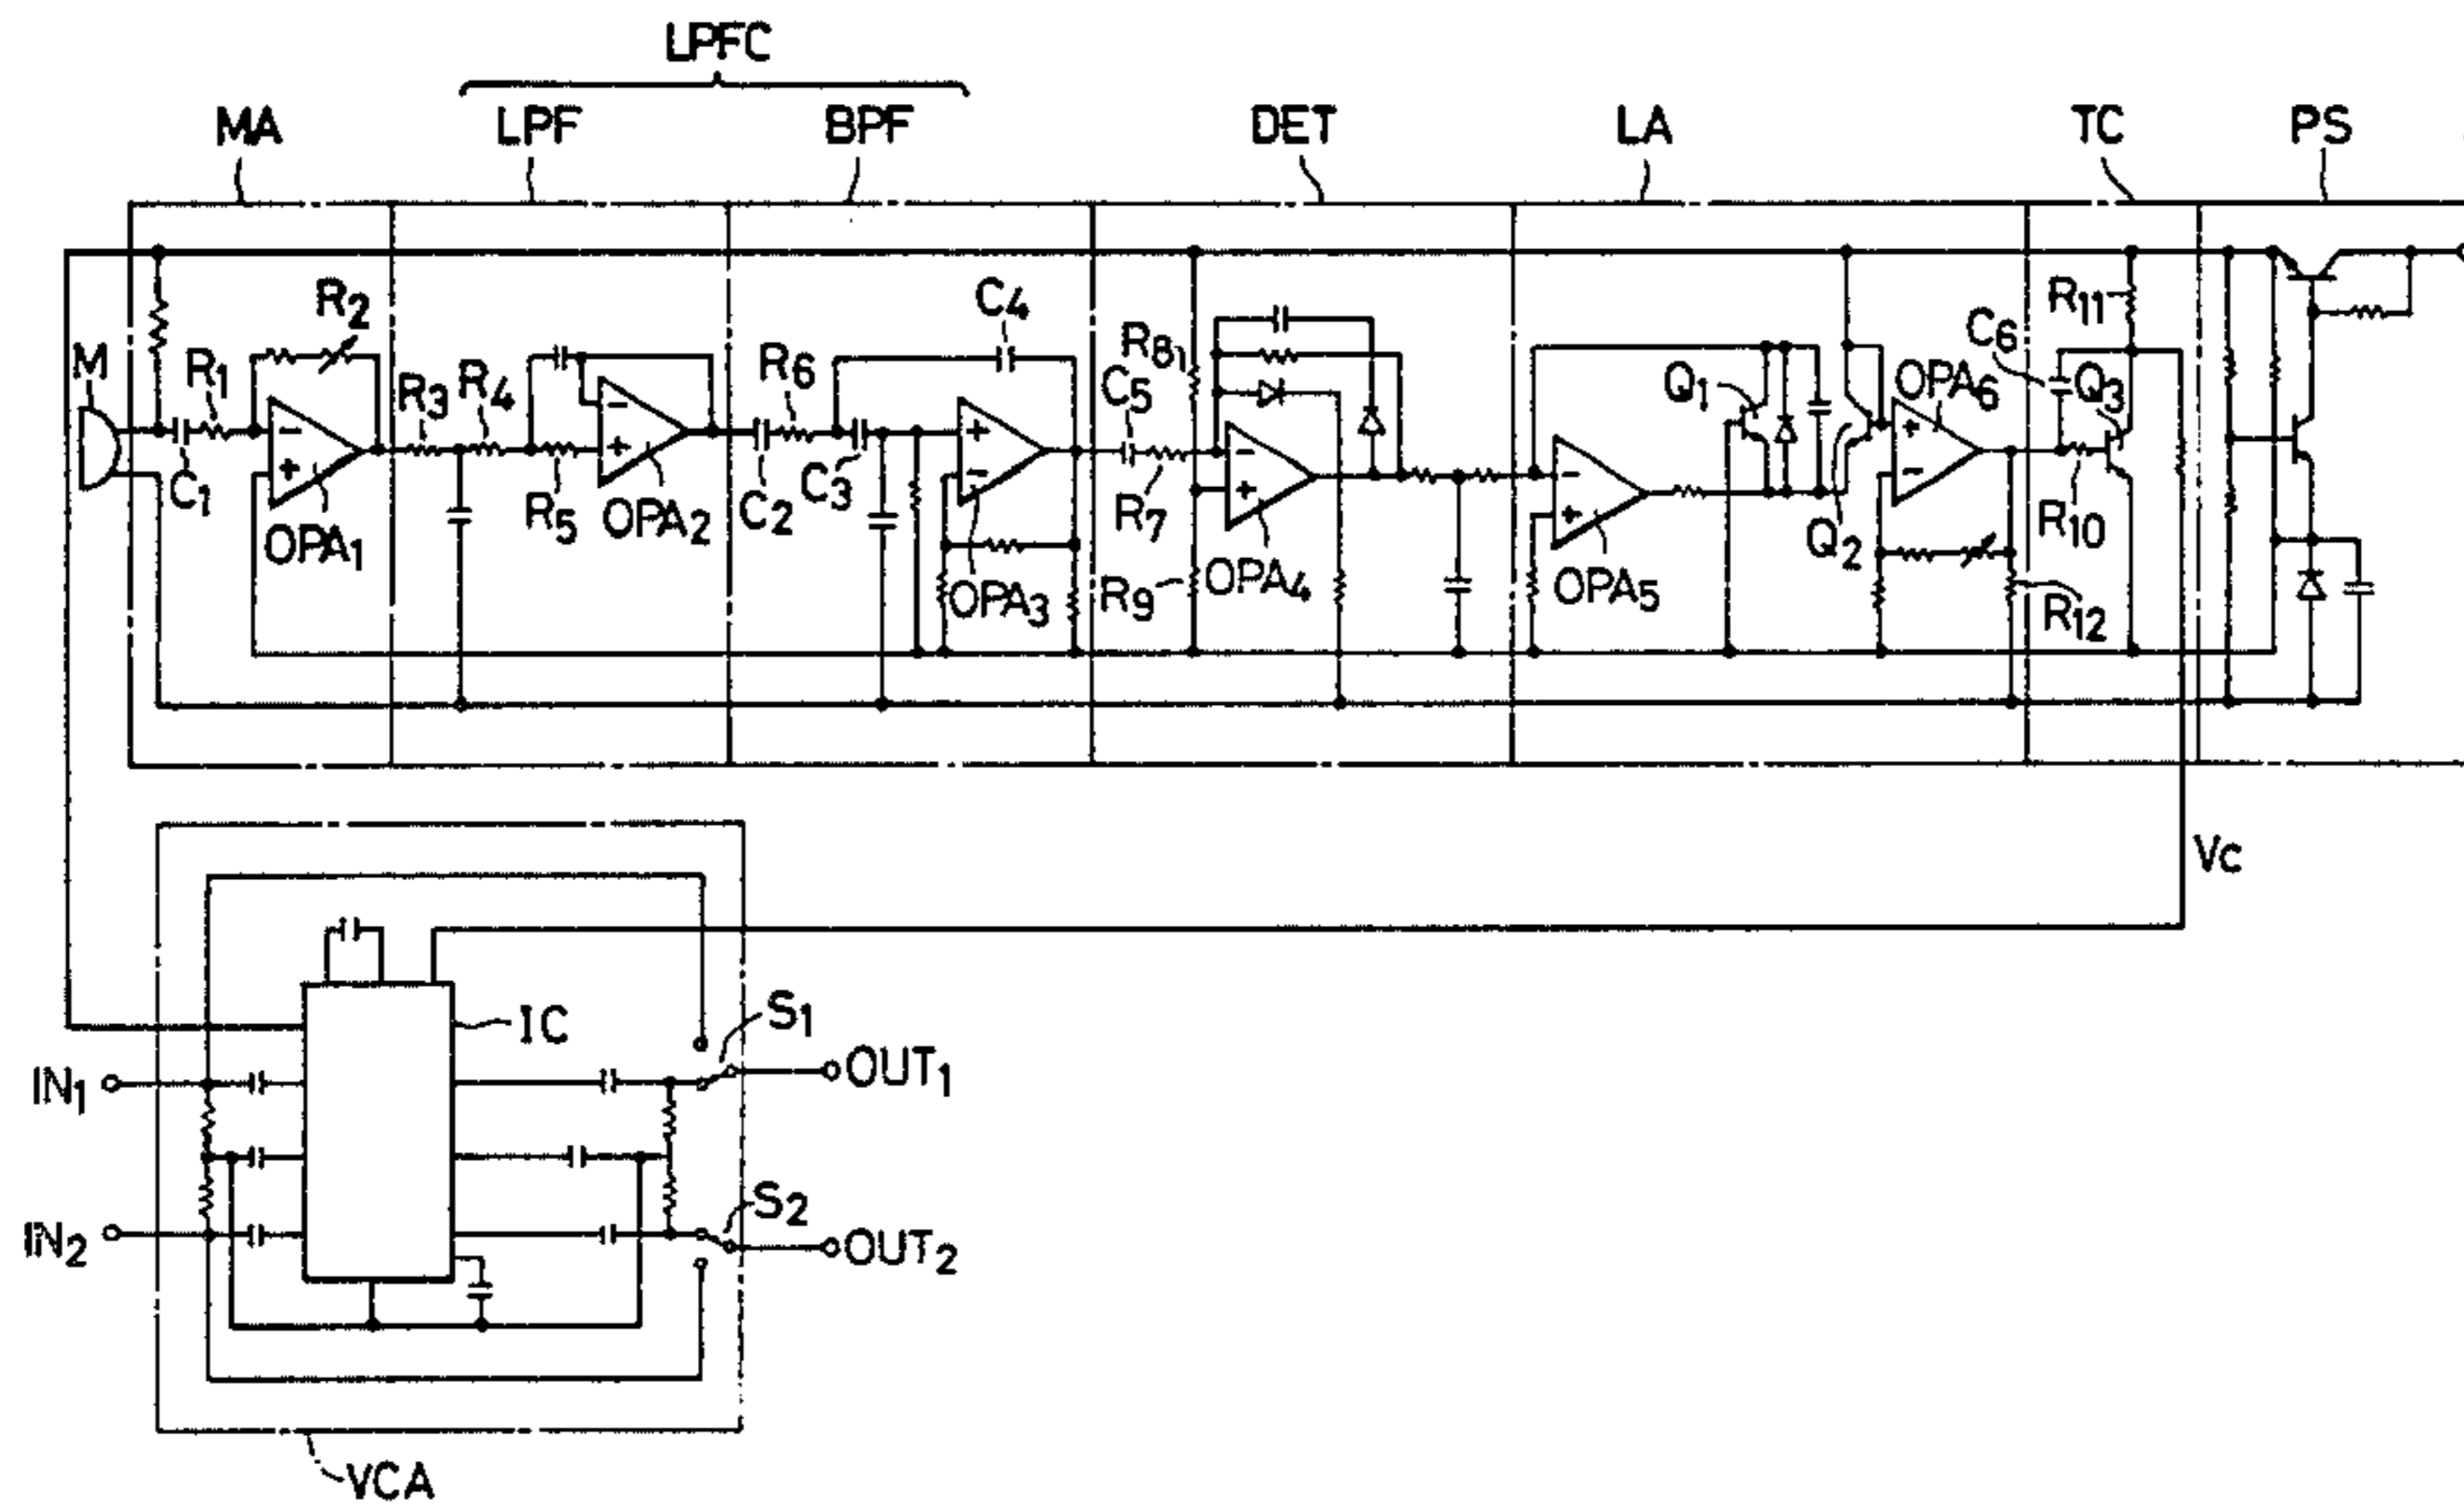 LPFC
MA LPF BPF DET LA TC PS
M R1 R2 R3 R4 R6 C4 R8 C5 Q1 OPA6 C6 R11 Q3
C1 OPA1 R5 OPA2 C2 C3 OPA3 R7 R9 OPA4 OPA5 Q2 R10 R12
VC
IC
S1
IN1 OUT1
S2
IN2 OUT2
VCA